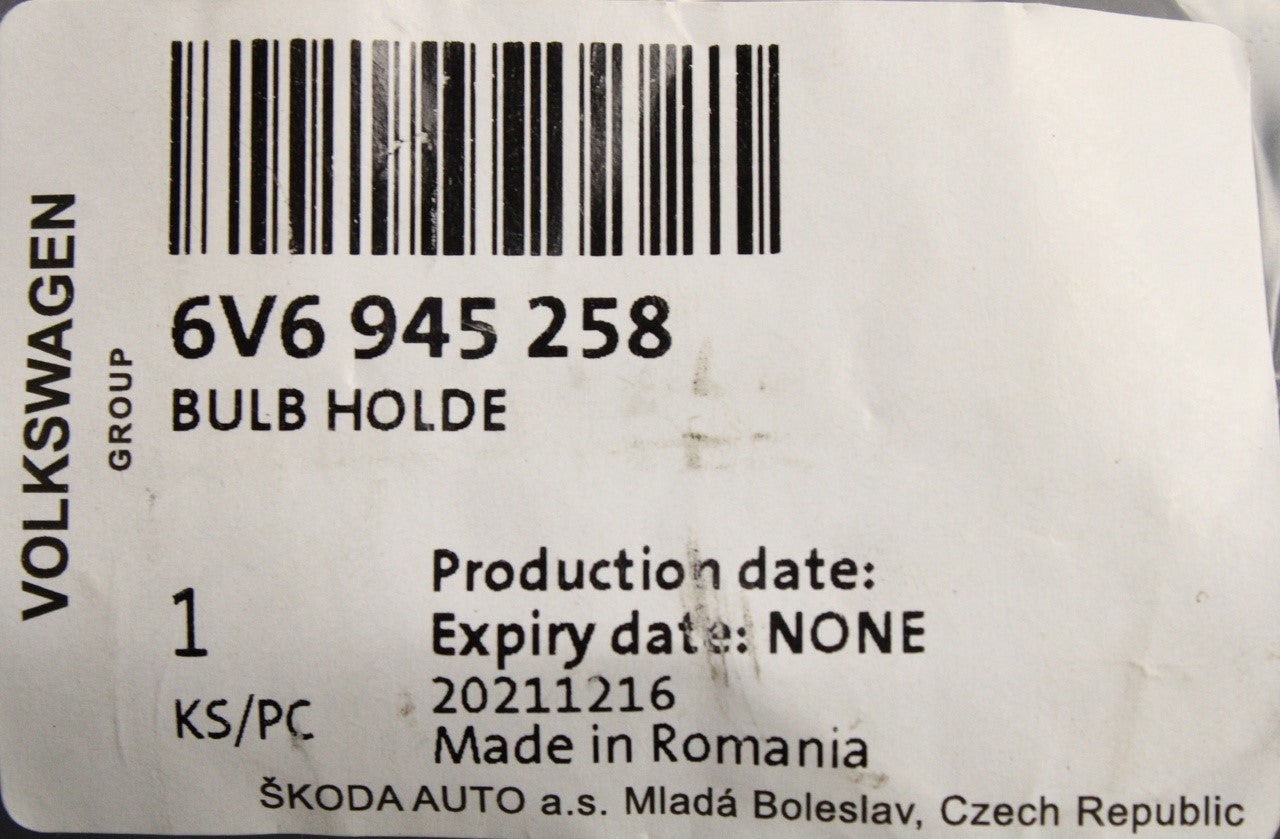 VOLKSWAGEN
GROUP
6V6 945 258
BULB HOLDE
1
KS/PC
Production date:
Expiry date: NONE
20211216
Made in Romania
ŠKODA AUTO a.s. Mladá Boleslav, Czech Republic